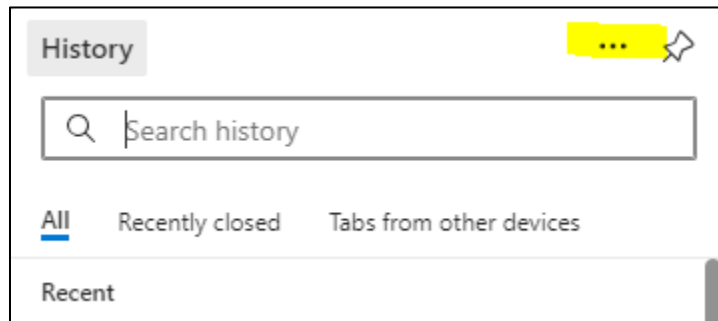 History ...
Search history
All Recently closed Tabs from other devices
Recent